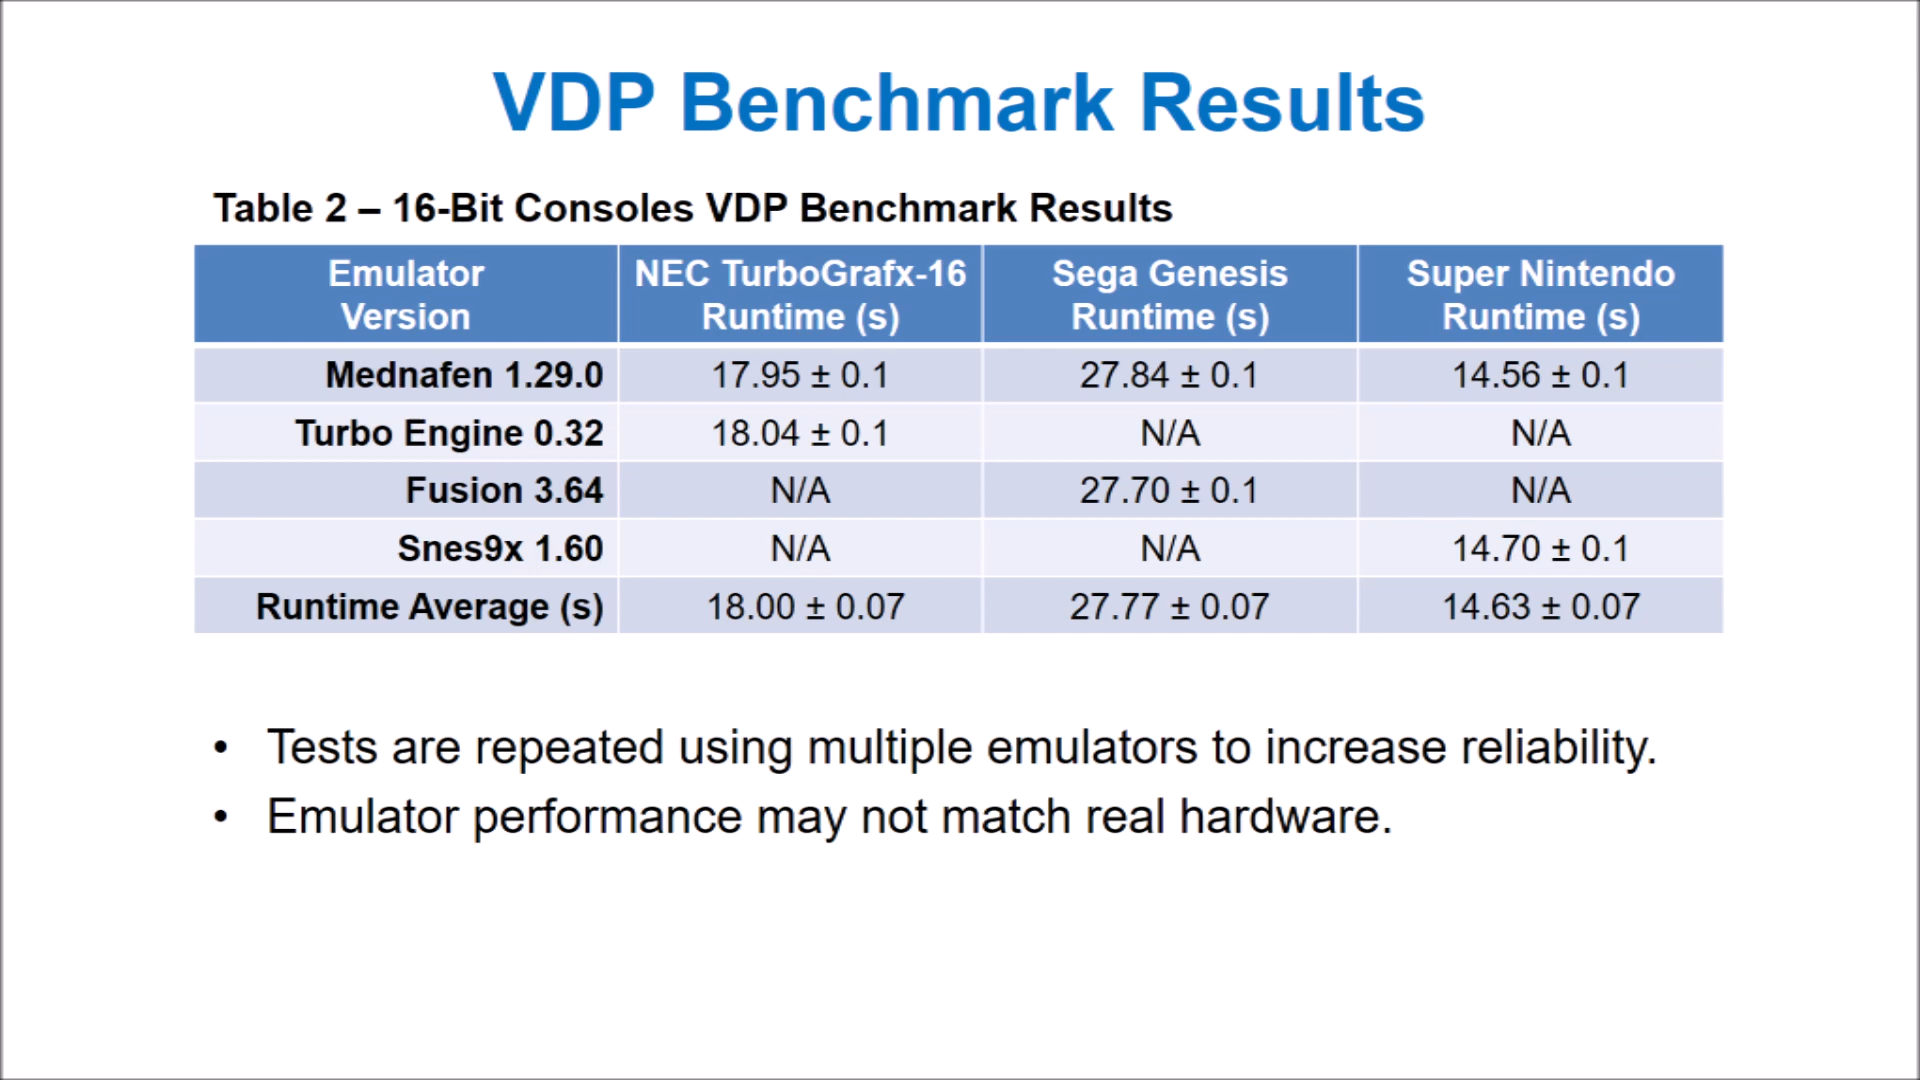 VDP Benchmark Results
Table 2 – 16-Bit Consoles VDP Benchmark Results
Emulator Version NEC TurboGrafx-16 Runtime (s) Sega Genesis Runtime (s) Super Nintendo Runtime (s)
Mednafen 1.29.0 17.95 ± 0.1 27.84 ± 0.1 14.56 ± 0.1
Turbo Engine 0.32 18.04 ± 0.1 N/A N/A
Fusion 3.64 N/A 27.70 ± 0.1 N/A
Snes9x 1.60 N/A N/A 14.70 ± 0.1
Runtime Average (s) 18.00 ± 0.07 27.77 ± 0.07 14.63 ± 0.07
• Tests are repeated using multiple emulators to increase reliability.
• Emulator performance may not match real hardware.